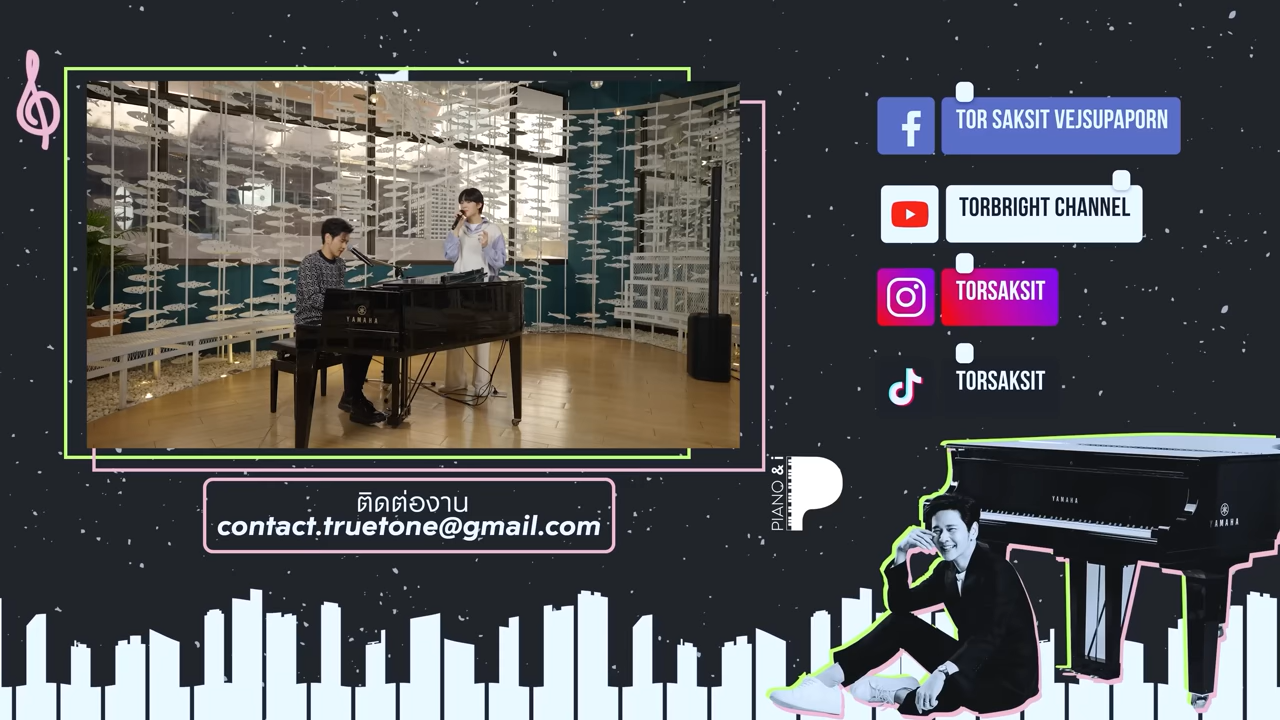 TOR SAKSIT VEJSUPAPORN
TORBRIGHT CHANNEL
TORSAKSIT
TORSAKSIT
YAMAHA
PIANO & i
ติดต่องาน
contact.truetone@gmail.com
YAMAHA
YAMAHA